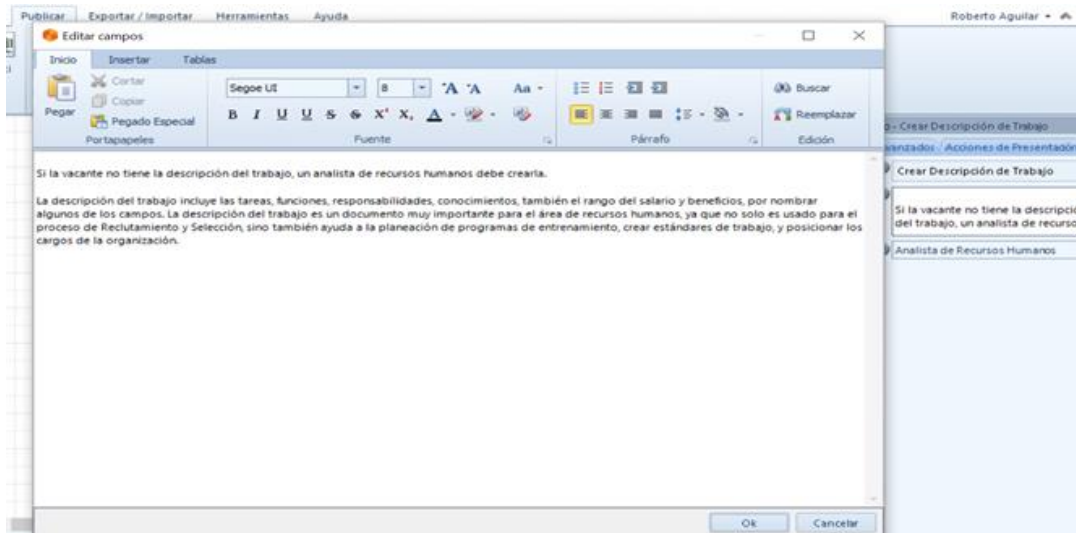 Publicar Exportar / Importar Herramientas Ayuda Roberto Aguilar
Editar campos
Inicio Insertar Tablas
Pegar
Cortar
Copiar
Pegado Especial
Portapapeles
Segoe UI 8 A A Aa
B I U U S S X X A
Fuente
Párrafo
Buscar
Reemplazar
Edición
Si la vacante no tiene la descripción del trabajo, un analista de recursos humanos debe crearla.
La descripción del trabajo incluye las tareas, funciones, responsabilidades, conocimientos, también el rango del salario y beneficios, por nombrar
algunos de los campos. La descripción del trabajo es un documento muy importante para el área de recursos humanos, ya que no solo es usado para el
proceso de Reclutamiento y Selección, sino también ayuda a la planeación de programas de entrenamiento, crear estándares de trabajo, y posicionar los
cargos de la organización.
Ok Cancelar
- Crear Descripción de Trabajo
vanzados Acciones de Presentación
Crear Descripción de Trabajo
Si la vacante no tiene la descripció
del trabajo, un analista de recurso
Analista de Recursos Humanos